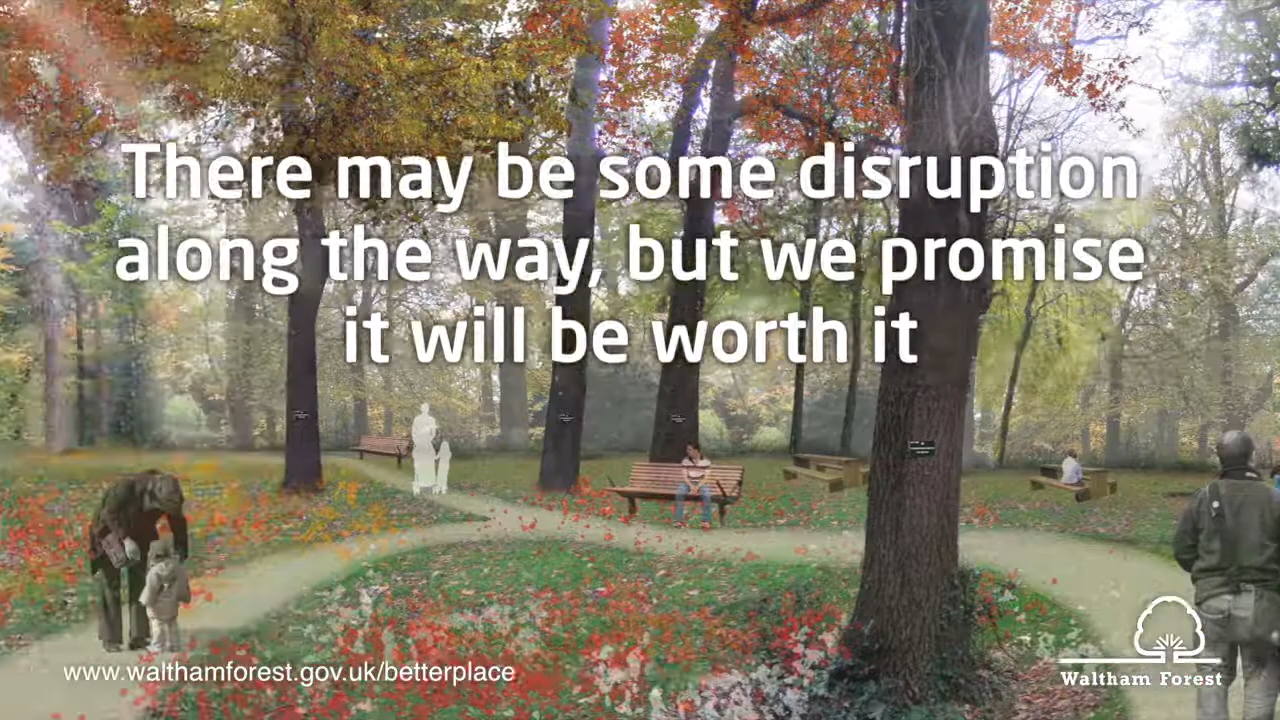 There may be some disruption
along the way, but we promise
it will be worth it
www.walthamforest.gov.uk/betterplace
Waltham Forest